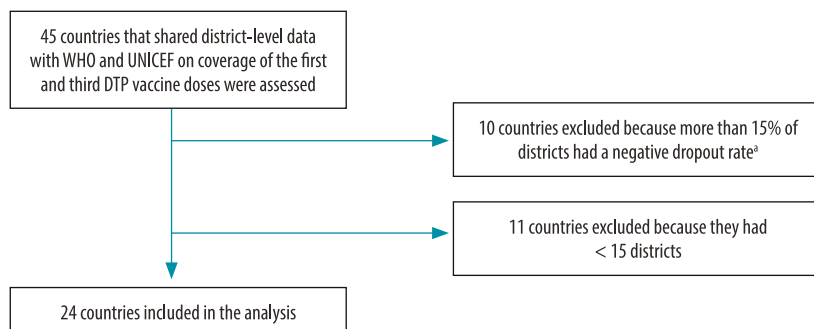 45 countries that shared district-level data
with WHO and UNICEF on coverage of the first
and third DTP vaccine doses were assessed
10 countries excluded because more than 15% of
districts had a negative dropout rateᵃ
11 countries excluded because they had
< 15 districts
24 countries included in the analysis